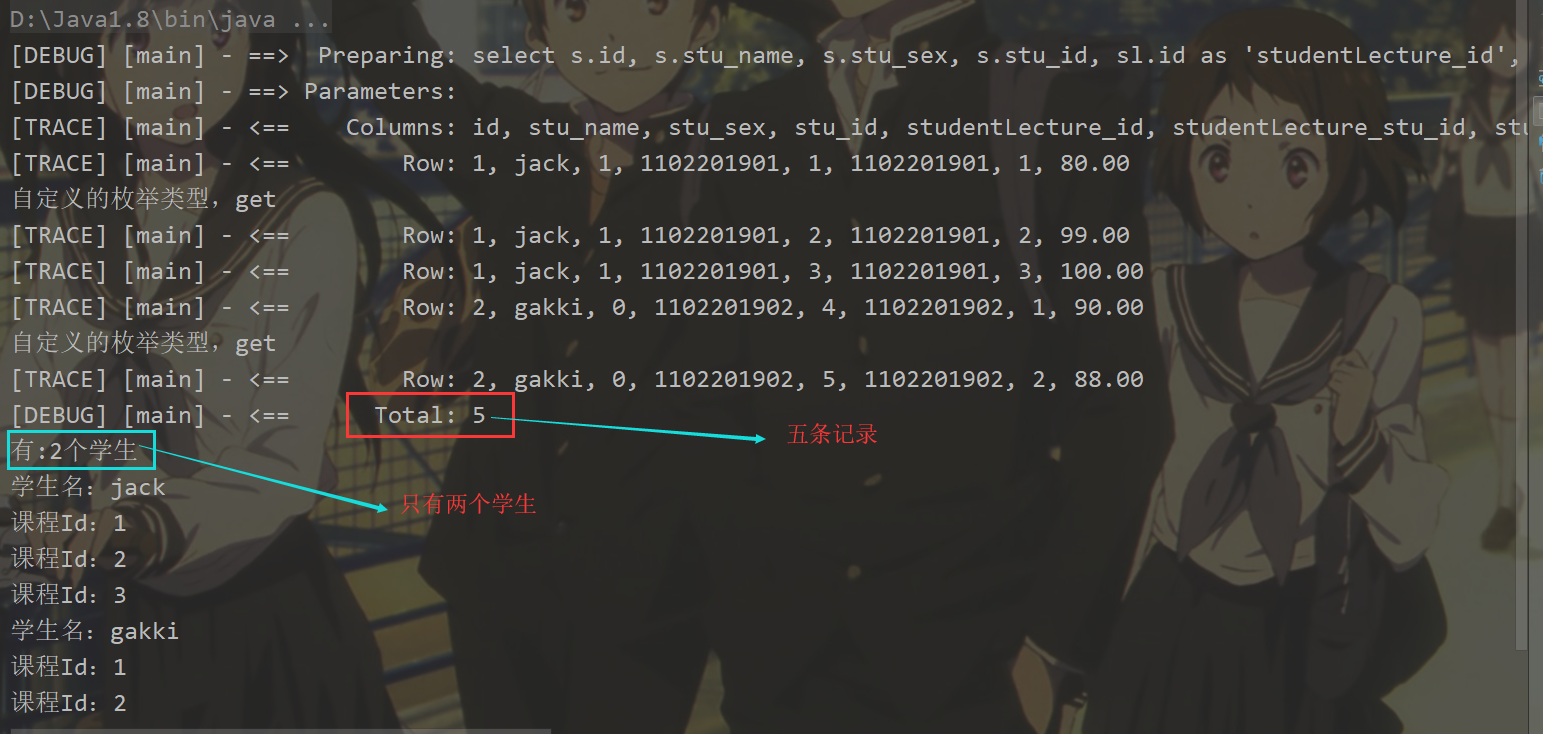 D:\Java1.8\bin\java ...
[DEBUG] [main] - ==>  Preparing: select s.id, s.stu_name, s.stu_sex, s.stu_id, sl.id as 'studentLecture_id',
[DEBUG] [main] - ==> Parameters:
[TRACE] [main] - <==    Columns: id, stu_name, stu_sex, stu_id, studentLecture_id, studentLecture_stu_id, stu
[TRACE] [main] - <==        Row: 1, jack, 1, 1102201901, 1, 1102201901, 1, 80.00
自定义的枚举类型，get
[TRACE] [main] - <==        Row: 1, jack, 1, 1102201901, 2, 1102201901, 2, 99.00
[TRACE] [main] - <==        Row: 1, jack, 1, 1102201901, 3, 1102201901, 3, 100.00
[TRACE] [main] - <==        Row: 2, gakki, 0, 1102201902, 4, 1102201902, 1, 90.00
自定义的枚举类型，get
[TRACE] [main] - <==        Row: 2, gakki, 0, 1102201902, 5, 1102201902, 2, 88.00
[DEBUG] [main] - <==      Total: 5
五条记录
有:2个学生
学生名：jack
只有两个学生
课程Id：1
课程Id：2
课程Id：3
学生名：gakki
课程Id：1
课程Id：2